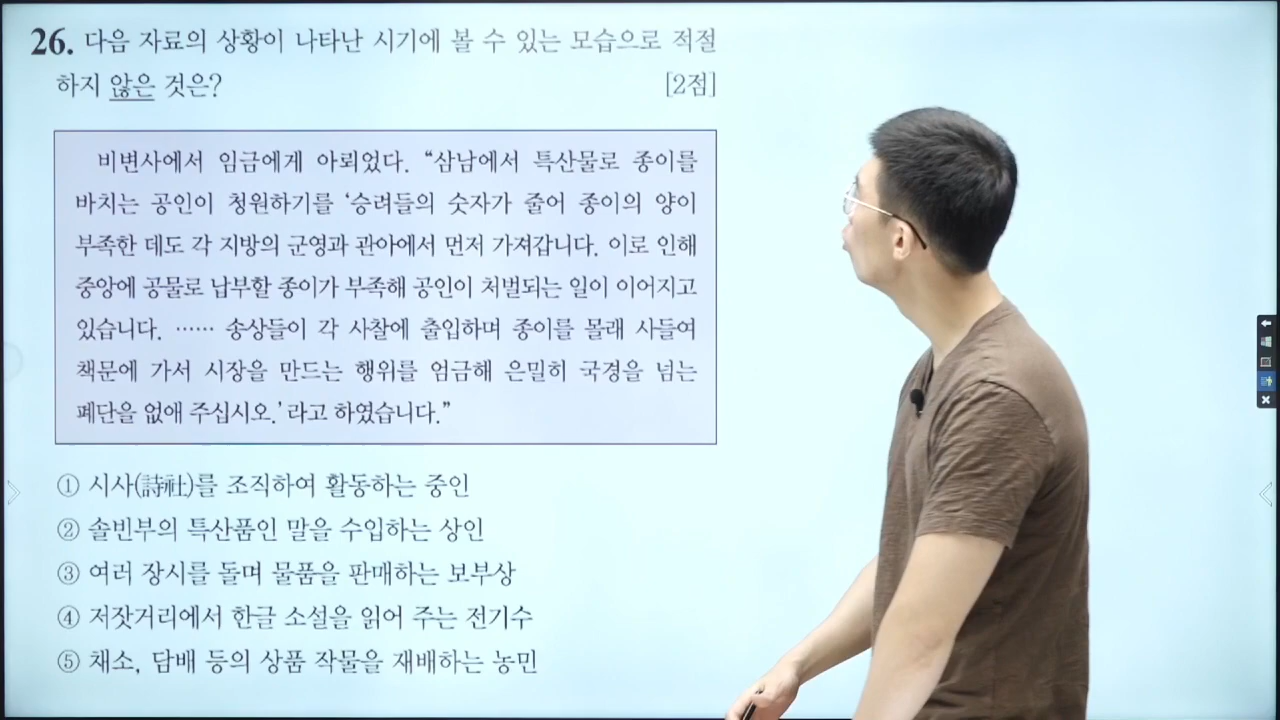 26. 다음 자료의 상황이 나타난 시기에 볼 수 있는 모습으로 적절
하지 않은 것은? [2점]
비변사에서 임금에게 아뢰었다. “삼남에서 특산물로 종이를
바치는 공인이 청원하기를 ‘승려들의 숫자가 줄어 종이의 양이
부족한 데도 각 지방의 군영과 관아에서 먼저 가져갑니다. 이로 인해
중앙에 공물로 납부할 종이가 부족해 공인이 처벌되는 일이 이어지고
있습니다. …… 송상들이 각 사찰에 출입하며 종이를 몰래 사들여
책문에 가서 시장을 만드는 행위를 엄금해 은밀히 국경을 넘는
폐단을 없애 주십시오.’라고 하였습니다.”
① 시사(詩社)를 조직하여 활동하는 중인
② 솔빈부의 특산품인 말을 수입하는 상인
③ 여러 장시를 돌며 물품을 판매하는 보부상
④ 저잣거리에서 한글 소설을 읽어 주는 전기수
⑤ 채소, 담배 등의 상품 작물을 재배하는 농민